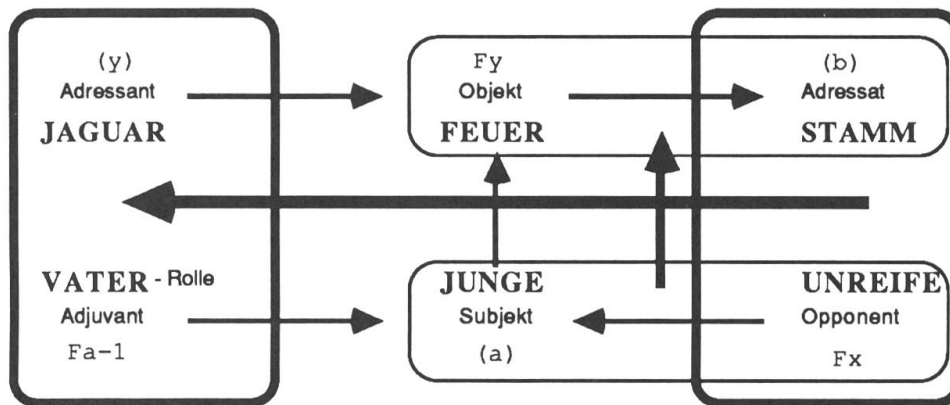 (y) Fy (b)
Adressant Objekt Adressat
JAGUAR FEUER STAMM
VATER - Rolle JUNGE UNREIFE
Adjuvant Subjekt Opponent
Fa-1 (a) Fx